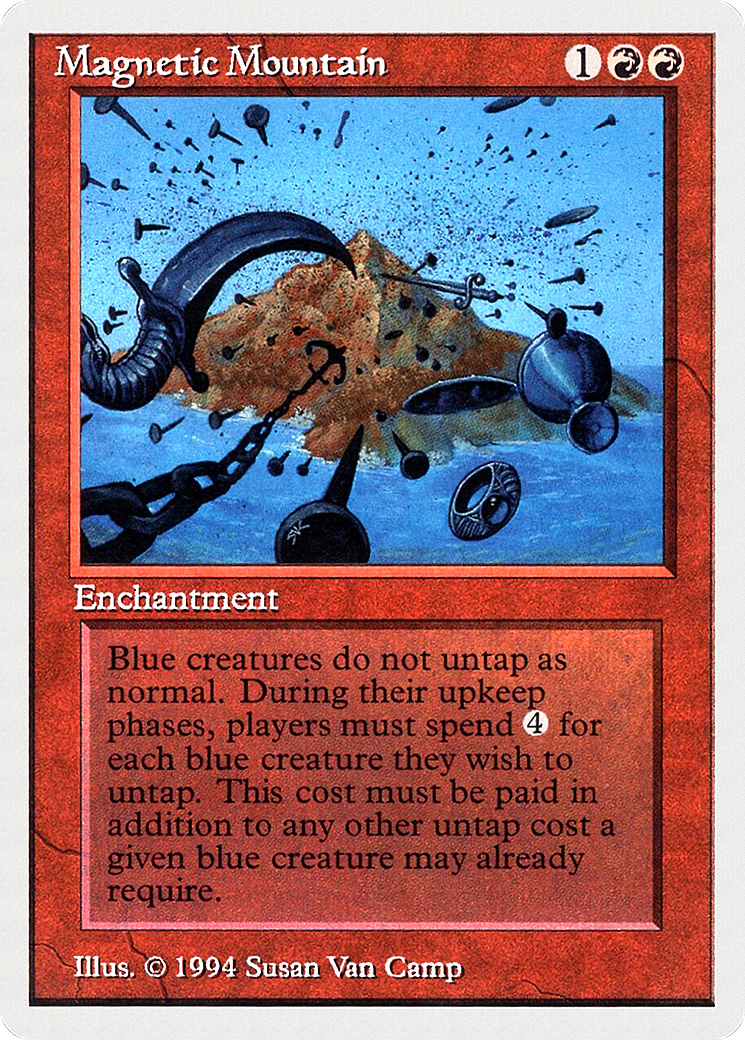 Magnetic Mountain 1
SVC
Enchantment
Blue creatures do not untap as
normal. During their upkeep
phases, players must spend 4 for
each blue creature they wish to
untap. This cost must be paid in
addition to any other untap cost a
given blue creature may already
require.
Illus. © 1994 Susan Van Camp